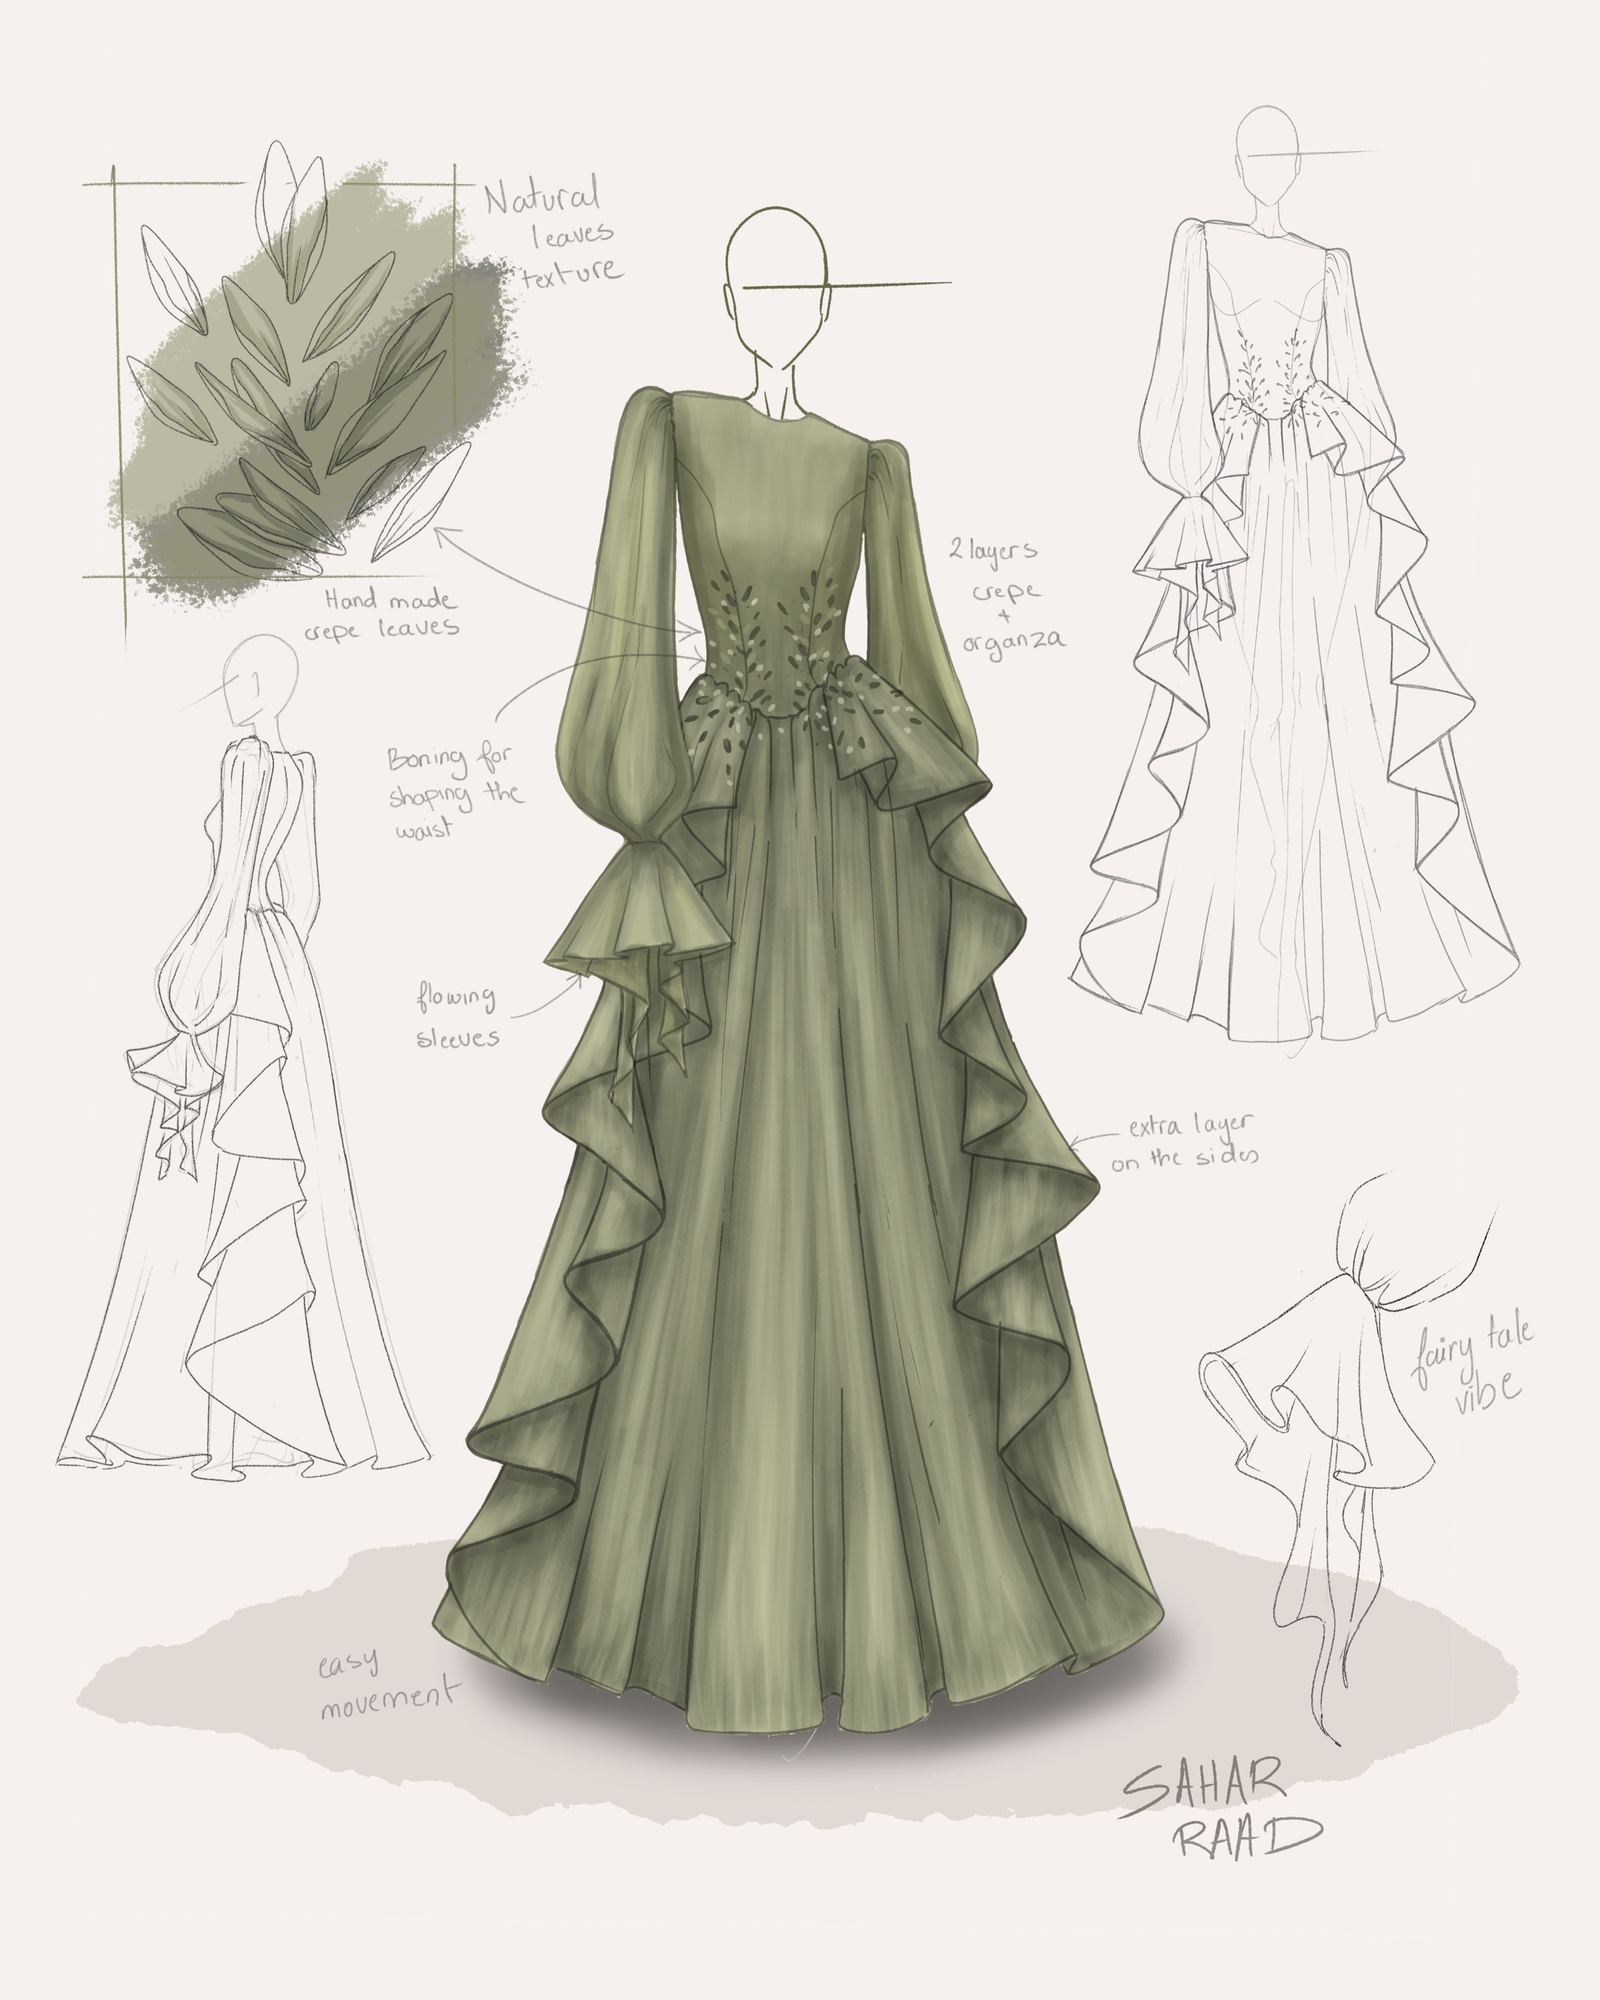 Natural
leaves
texture
Hand made
crepe leaves
2 layers
crepe
+
organza
Boning for
shaping the
waist
flowing
sleeves
extra layer
on the sides
fairy tale
vibe
easy
movement
SAHAR
RAAD